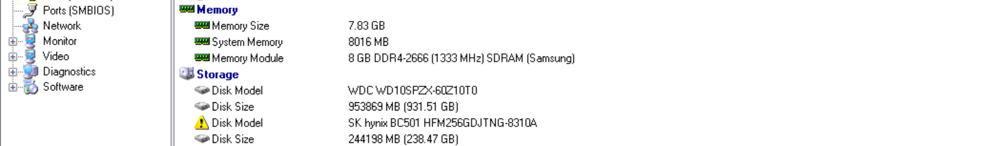 Ports (SMBIOS)
Network
Monitor
Video
Diagnostics
Software
Memory
Memory Size 7.83 GB
System Memory 8016 MB
Memory Module 8 GB DDR4-2666 (1333 MHz) SDRAM (Samsung)
Storage
Disk Model WDC WD10SPZX-60Z10T0
Disk Size 953869 MB (931.51 GB)
Disk Model SK hynix BC501 HFM256GDJTNG-8310A
Disk Size 244198 MB (238.47 GB)